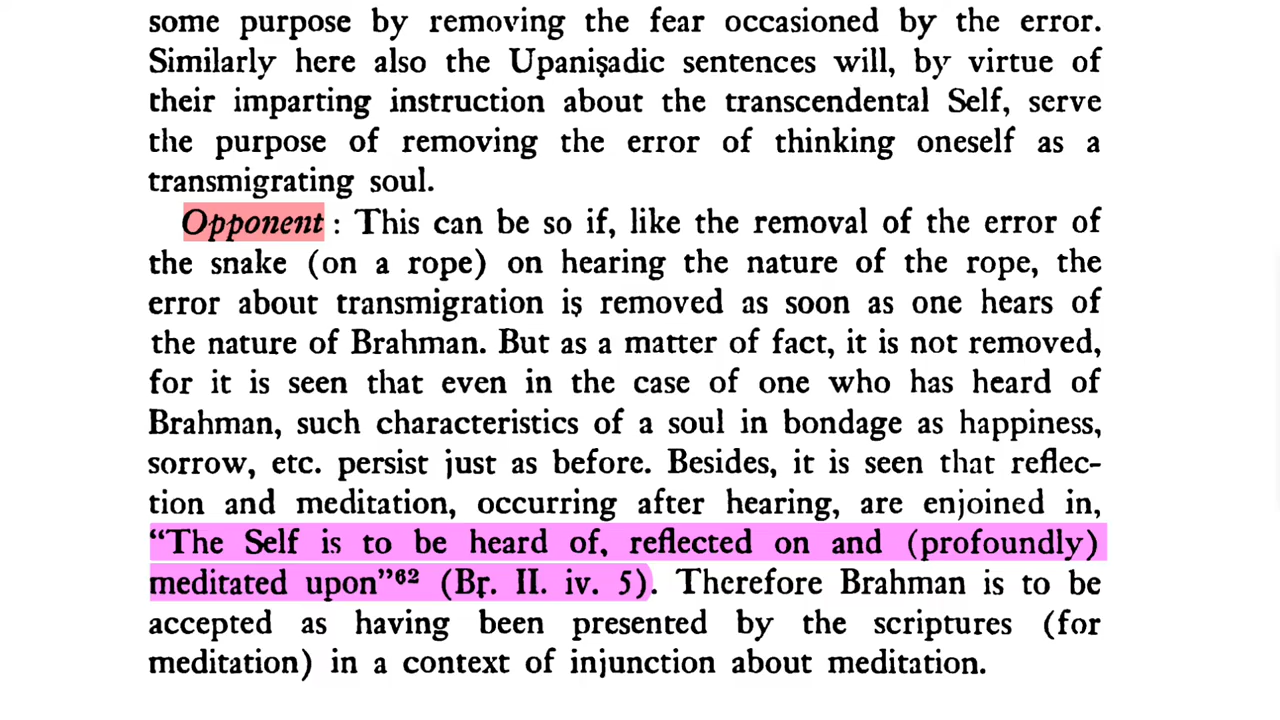 some purpose by removing the fear occasioned by the error.
Similarly here also the Upaniṣadic sentences will, by virtue of
their imparting instruction about the transcendental Self, serve
the purpose of removing the error of thinking oneself as a
transmigrating soul.
Opponent : This can be so if, like the removal of the error of
the snake (on a rope) on hearing the nature of the rope, the
error about transmigration iṣ removed as soon as one hears of
the nature of Brahman. But as a matter of fact, it is not removed,
for it is seen that even in the case of one who has heard of
Brahman, such characteristics of a soul in bondage as happiness,
sorrow, etc. persist just as before. Besides, it is seen that reflec-
tion and meditation, occurring after hearing, are enjoined in,
“The Self is to be heard of, reflected on and (profoundly)
meditated upon”⁶² (Bṛ. II. iv. 5). Therefore Brahman is to be
accepted as having been presented by the scriptures (for
meditation) in a context of injunction about meditation.